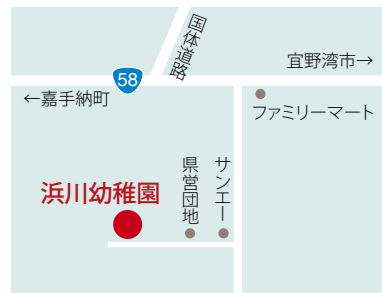 国体道路
宜野湾市→
58
←嘉手納町
ファミリーマート
県営団地
サンエー
浜川幼稚園